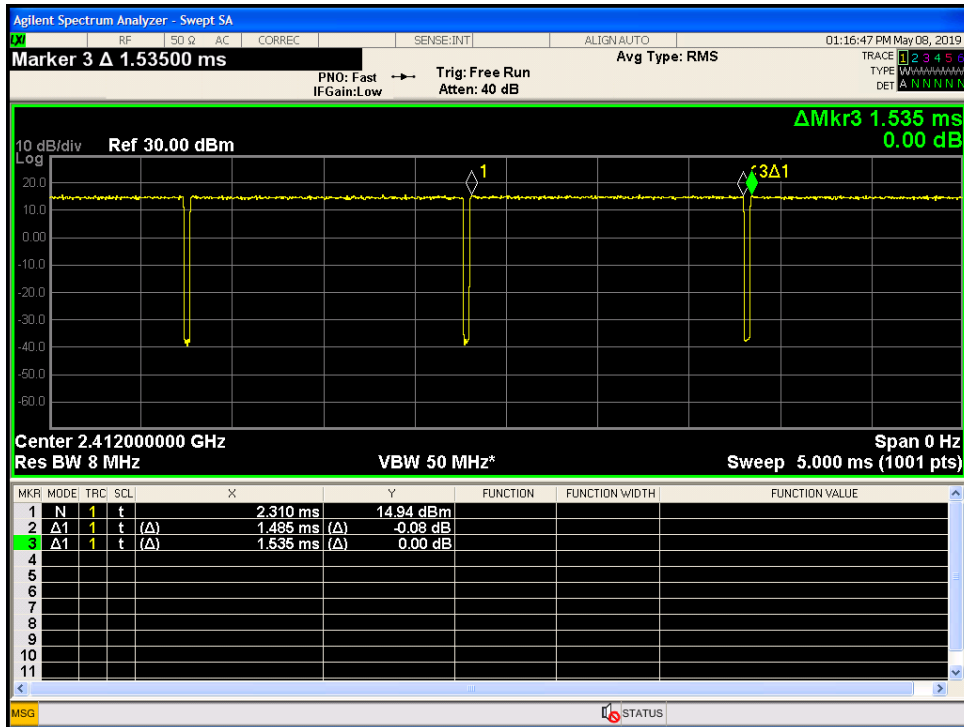 Agilent Spectrum Analyzer - Swept SA
LXI RF 50 Ω AC CORREC SENSE:INT ALIGN AUTO 01:16:47 PM May 08, 2019
Marker 3 Δ 1.53500 ms
PNO: Fast
IFGain:Low
Trig: Free Run
Atten: 40 dB
Avg Type: RMS
TRACE 1 2 3 4 5 6
TYPE W
DET A N N N N N
ΔMkr3 1.535 ms
0.00 dB
10 dB/div Ref 30.00 dBm
Log
1
3Δ1
20.0
10.0
0.00
-10.0
-20.0
-30.0
-40.0
-50.0
-60.0
Center 2.412000000 GHz Span 0 Hz
Res BW 8 MHz VBW 50 MHz* Sweep 5.000 ms (1001 pts)
MKR MODE TRC SCL X Y FUNCTION FUNCTION WIDTH FUNCTION VALUE
1 N 1 t 2.310 ms 14.94 dBm
2 Δ1 1 t (Δ) 1.485 ms (Δ) -0.08 dB
3 Δ1 1 t (Δ) 1.535 ms (Δ) 0.00 dB
4
5
6
7
8
9
10
11
MSG STATUS